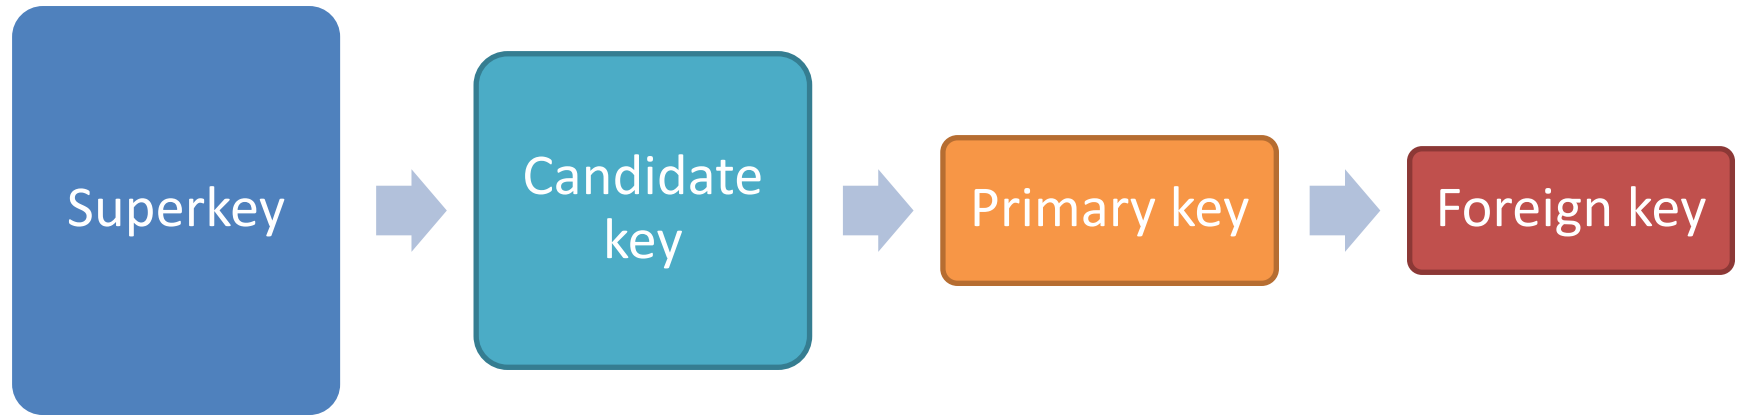 Superkey
Candidate
key
Primary key
Foreign key